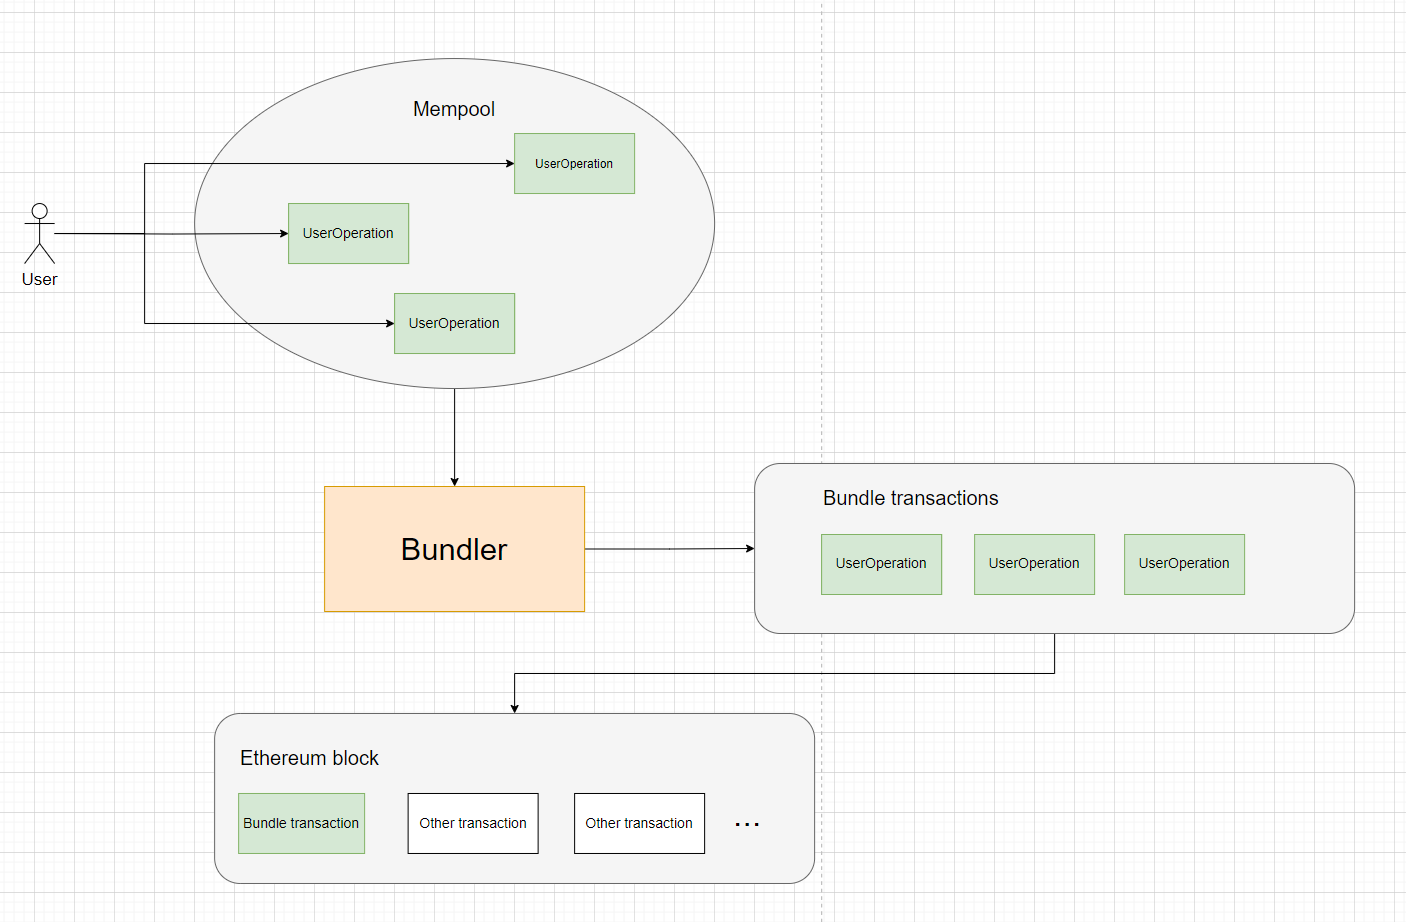 Mempool
UserOperation
UserOperation
User
UserOperation
Bundler
Bundle transactions
UserOperation
UserOperation
UserOperation
Ethereum block
Bundle transaction
Other transaction
Other transaction
...